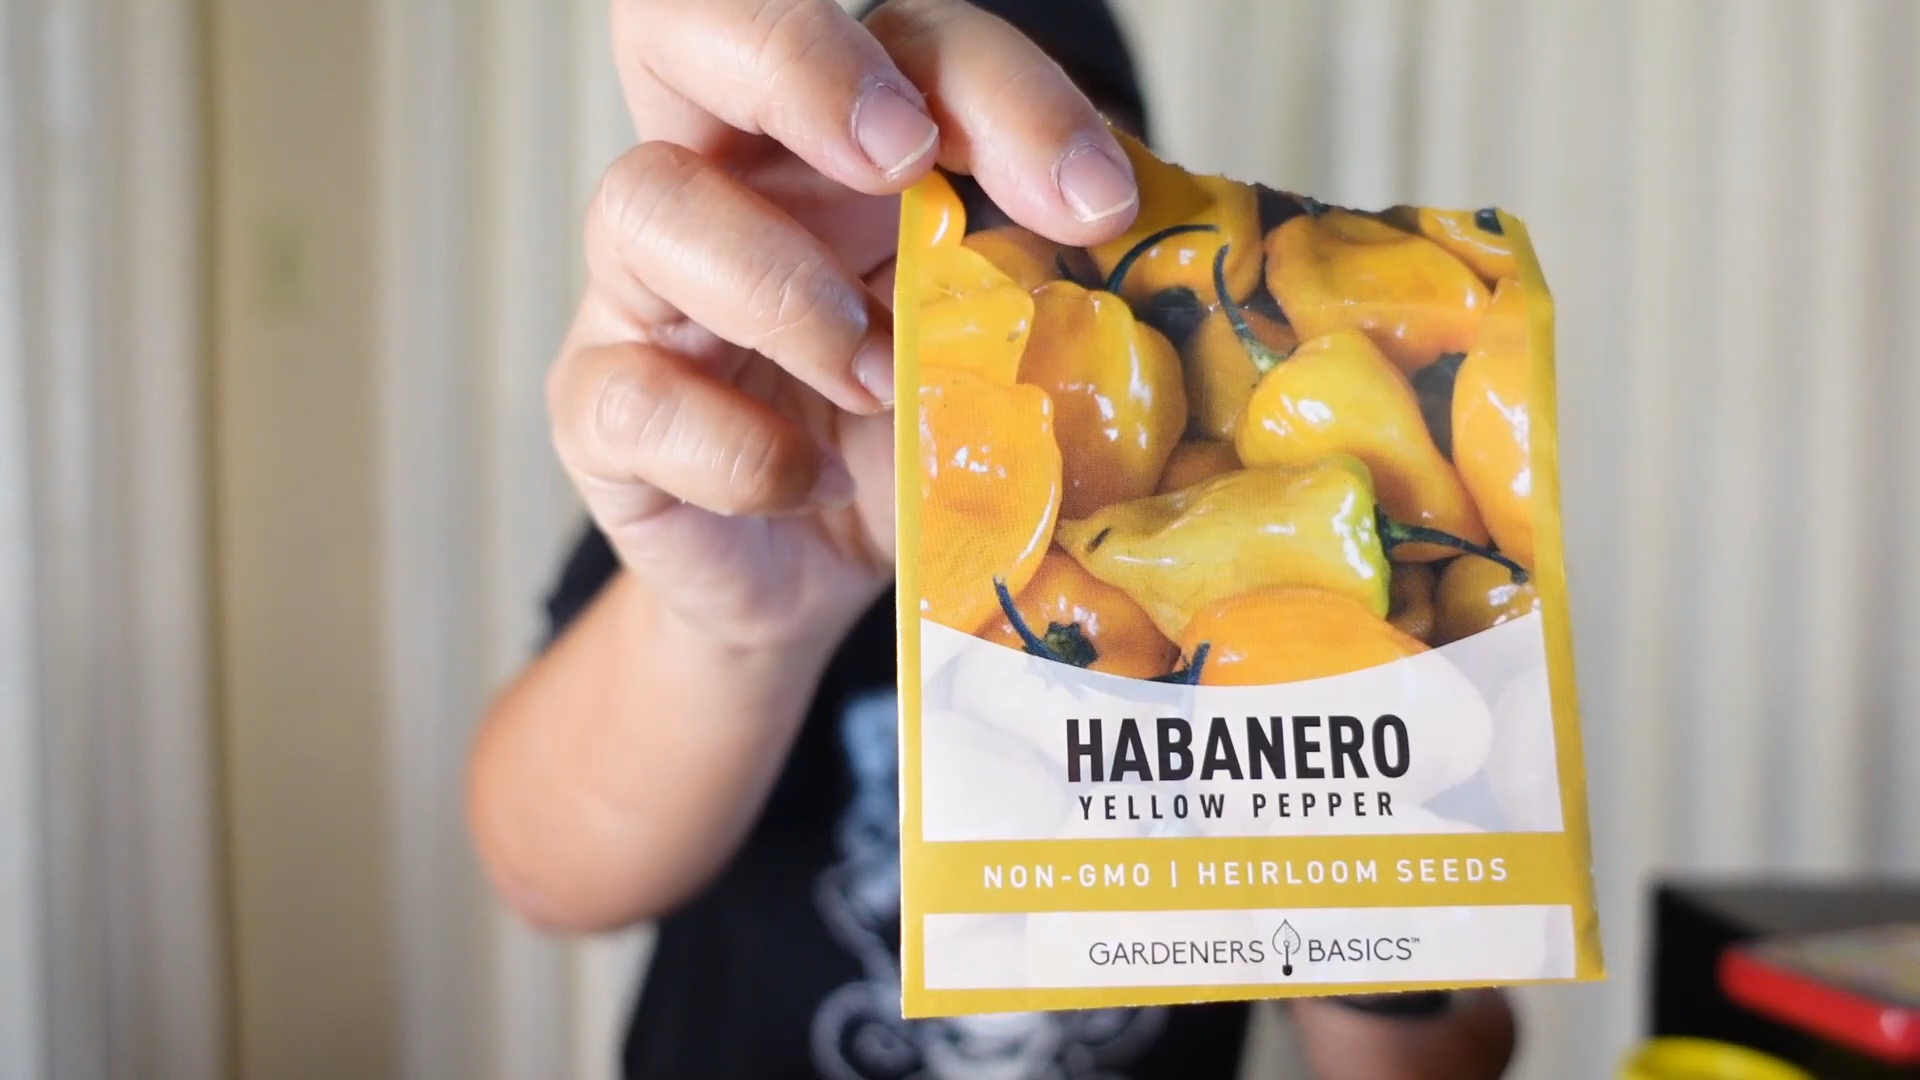 HABANERO
YELLOW PEPPER
NON-GMO | HEIRLOOM SEEDS
GARDENERS BASICS™